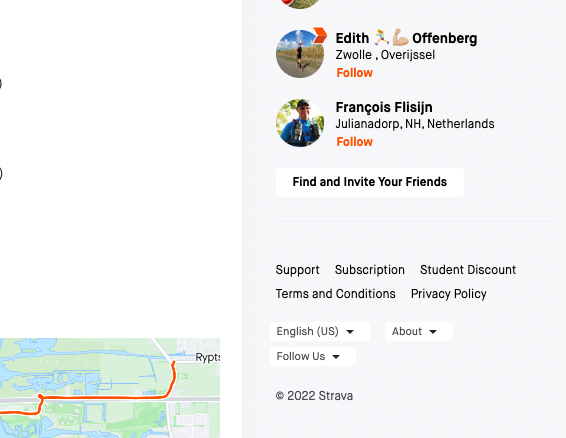 )
)
Edith 🏃💪🏼 Offenberg
Zwolle , Overijssel
Follow
François Flisijn
Julianadorp, NH, Netherlands
Follow
Find and Invite Your Friends
Support Subscription Student Discount
Terms and Conditions Privacy Policy
English (US) About
Follow Us
Rypts
© 2022 Strava